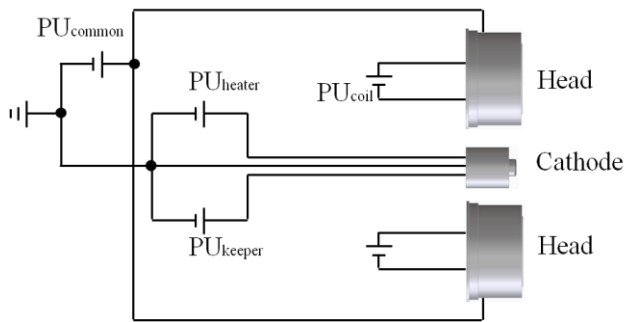 PUcommon
PUheater
PUcoil
Head
Cathode
PUkeeper
Head